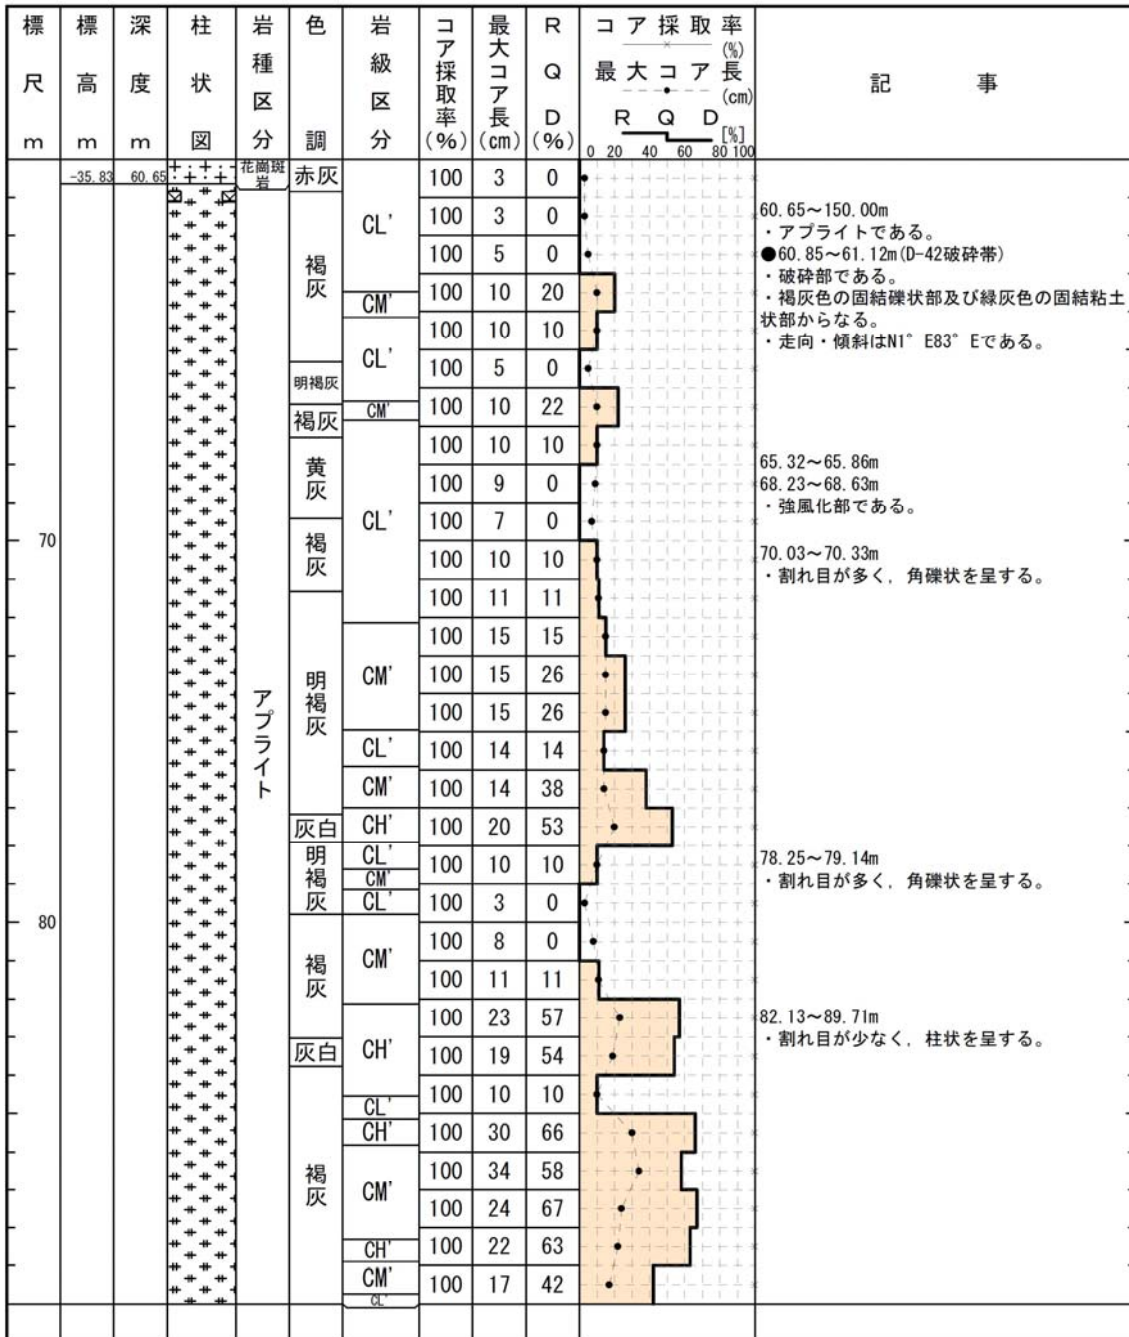 標尺 m
標高 m
深度 m
柱状図
岩種区分
色調
岩級区分
コア採取率(%)
最大コア長(cm)
RQD(%)
コア採取率(%)
最大コア長(cm)
RQD[%]
0 20 40 60 80 100
記事
-35.83 60.65
70
80
花崗斑岩
アプライト
赤灰
褐灰
明褐灰
褐灰
黄灰
褐灰
明褐灰
灰白
明褐灰
褐灰
灰白
褐灰
CL'
CM'
CL'
CM'
CL'
CM'
CL'
CM'
CH'
CL'
CM'
CL'
CM'
CH'
CL'
CH'
CM'
CH'
CM'
CL'
100 3 0
100 3 0
100 5 0
100 10 20
100 10 10
100 5 0
100 10 22
100 10 10
100 9 0
100 7 0
100 10 10
100 11 11
100 15 15
100 15 26
100 15 26
100 14 14
100 14 38
100 20 53
100 10 10
100 3 0
100 8 0
100 11 11
100 23 57
100 19 54
100 10 10
100 30 66
100 34 58
100 24 67
100 22 63
100 17 42
60.65～150.00m
・アプライトである。
●60.85～61.12m(D-42破砕帯)
・破砕部である。
・褐灰色の固結礫状部及び緑灰色の固結粘土
状部からなる。
・走向・傾斜はN1°E83°Eである。
65.32～65.86m
68.23～68.63m
・強風化部である。
70.03～70.33m
・割れ目が多く，角礫状を呈する。
78.25～79.14m
・割れ目が多く，角礫状を呈する。
82.13～89.71m
・割れ目が少なく，柱状を呈する。